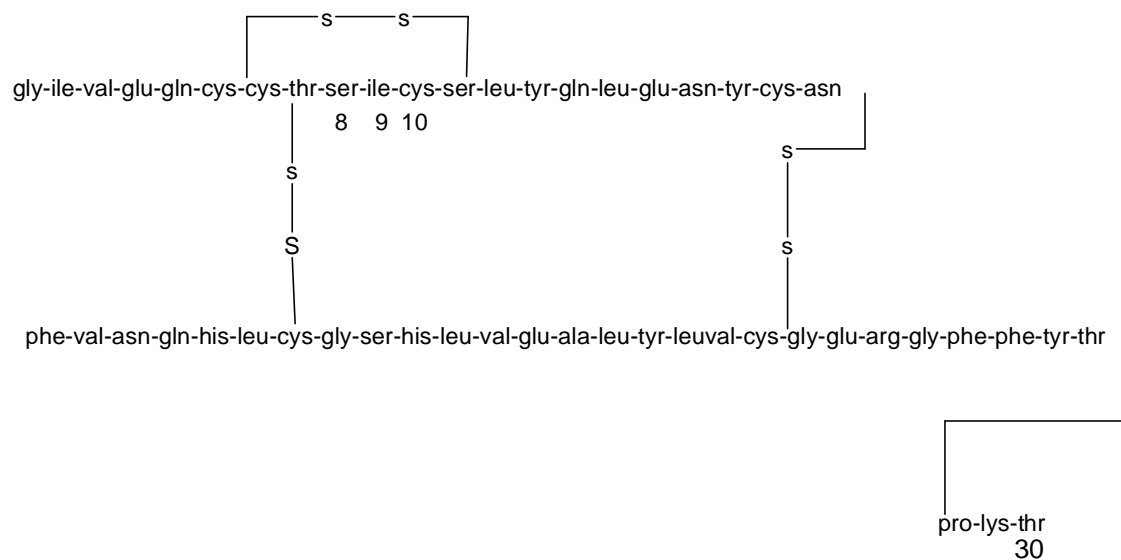 s s
gly-ile-val-glu-gln-cys-cys-thr-ser-ile-cys-ser-leu-tyr-gln-leu-glu-asn-tyr-cys-asn
8 9 10
s
s
S
s
phe-val-asn-gln-his-leu-cys-gly-ser-his-leu-val-glu-ala-leu-tyr-leuval-cys-gly-glu-arg-gly-phe-phe-tyr-thr
pro-lys-thr
30